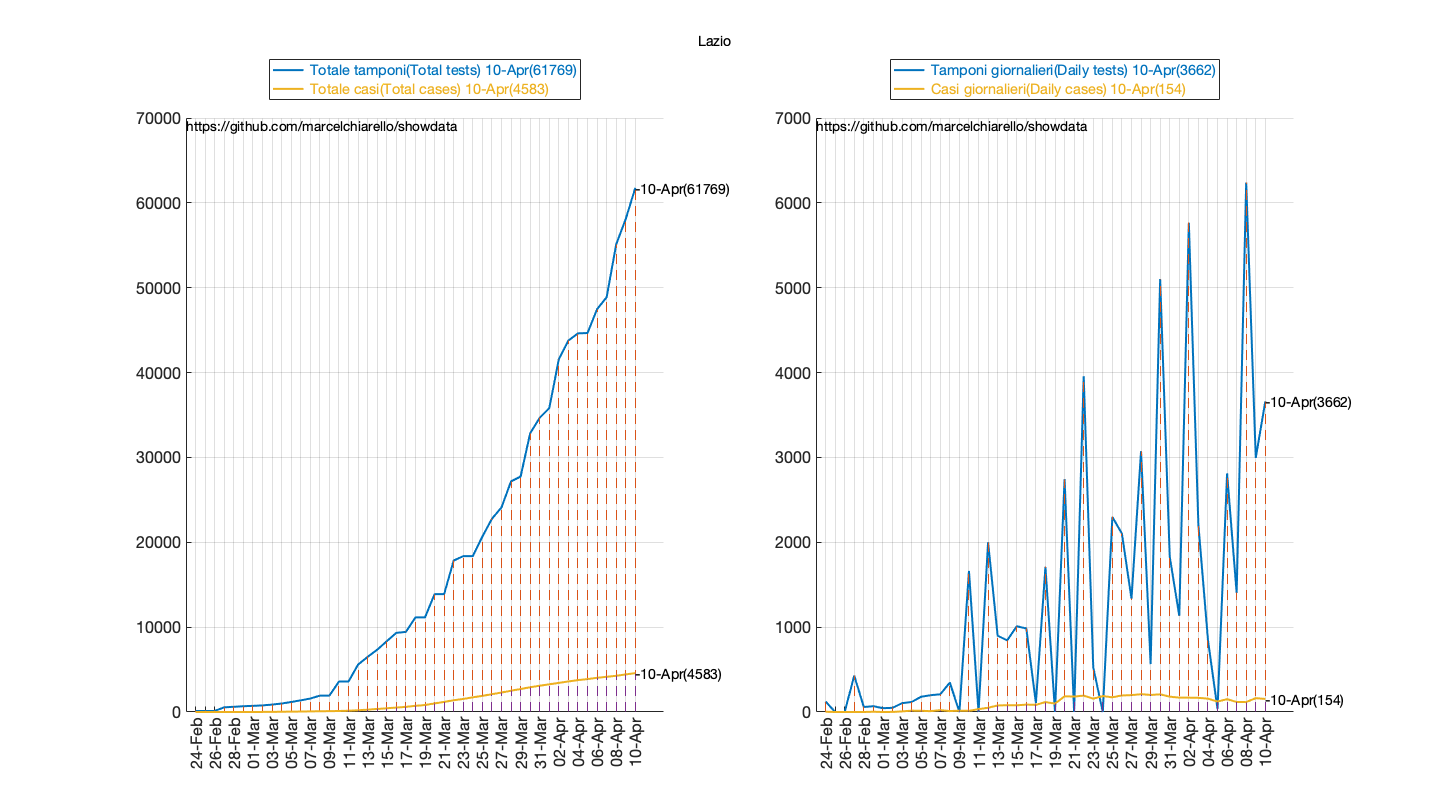 Lazio
Totale tamponi(Total tests) 10-Apr(61769)
Totale casi(Total cases) 10-Apr(4583)
https://github.com/marcelchiarello/showdata
70000
60000
50000
40000
30000
20000
10000
0
10-Apr(61769)
10-Apr(4583)
24-Feb
26-Feb
28-Feb
01-Mar
03-Mar
05-Mar
07-Mar
09-Mar
11-Mar
13-Mar
15-Mar
17-Mar
19-Mar
21-Mar
23-Mar
25-Mar
27-Mar
29-Mar
31-Mar
02-Apr
04-Apr
06-Apr
08-Apr
10-Apr
Tamponi giornalieri(Daily tests) 10-Apr(3662)
Casi giornalieri(Daily cases) 10-Apr(154)
https://github.com/marcelchiarello/showdata
7000
6000
5000
4000
3000
2000
1000
0
10-Apr(3662)
10-Apr(154)
24-Feb
26-Feb
28-Feb
01-Mar
03-Mar
05-Mar
07-Mar
09-Mar
11-Mar
13-Mar
15-Mar
17-Mar
19-Mar
21-Mar
23-Mar
25-Mar
27-Mar
29-Mar
31-Mar
02-Apr
04-Apr
06-Apr
08-Apr
10-Apr